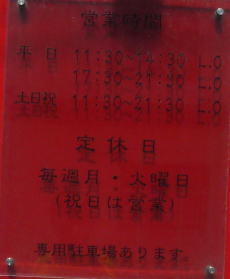 営業時間
平日 11:30~14:30 L.O
17:30~21:30 L.O
土日祝 11:30~21:30 L.O
定休日
毎週月・火曜日
(祝日は営業)
専用駐車場あります。